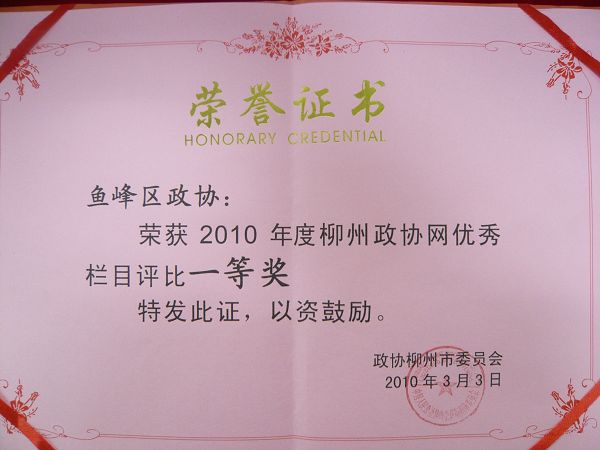 荣誉证书
HONORARY CREDENTIAL
鱼峰区政协：
荣获 2010 年度柳州政协网优秀
栏目评比一等奖
特发此证，以资鼓励。
政协柳州市委员会
2010 年 3 月 3 日